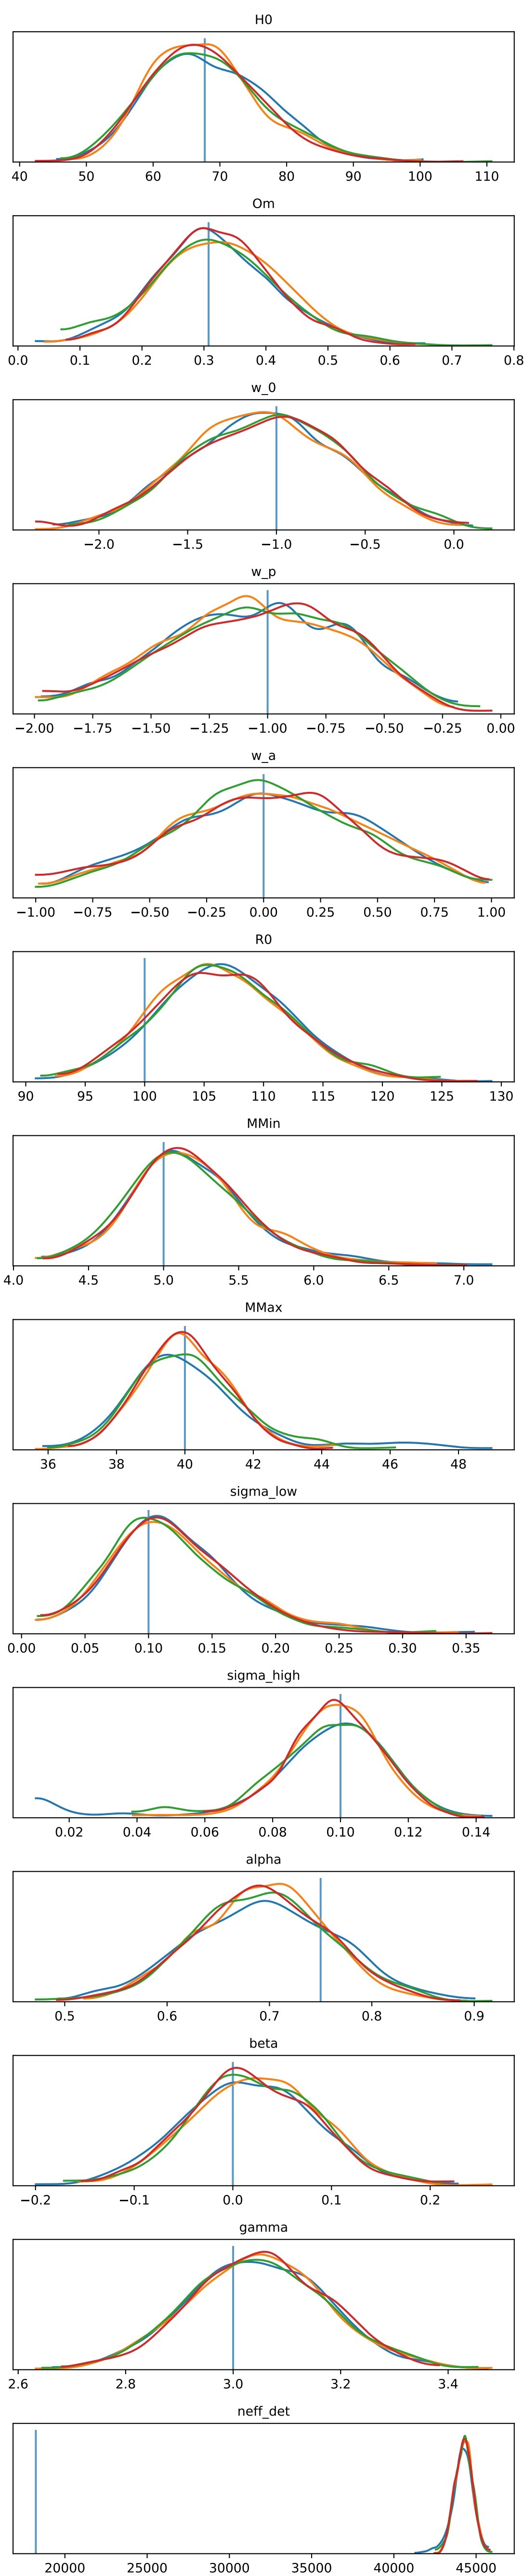 H0
40 50 60 70 80 90 100 110
Om
0.0 0.1 0.2 0.3 0.4 0.5 0.6 0.7 0.8
w_0
−2.0 −1.5 −1.0 −0.5 0.0
w_p
−2.00 −1.75 −1.50 −1.25 −1.00 −0.75 −0.50 −0.25 0.00
w_a
−1.00 −0.75 −0.50 −0.25 0.00 0.25 0.50 0.75 1.00
R0
90 95 100 105 110 115 120 125 130
MMin
4.0 4.5 5.0 5.5 6.0 6.5 7.0
MMax
36 38 40 42 44 46 48
sigma_low
0.00 0.05 0.10 0.15 0.20 0.25 0.30 0.35
sigma_high
0.02 0.04 0.06 0.08 0.10 0.12 0.14
alpha
0.5 0.6 0.7 0.8 0.9
beta
−0.2 −0.1 0.0 0.1 0.2
gamma
2.6 2.8 3.0 3.2 3.4
neff_det
20000 25000 30000 35000 40000 45000